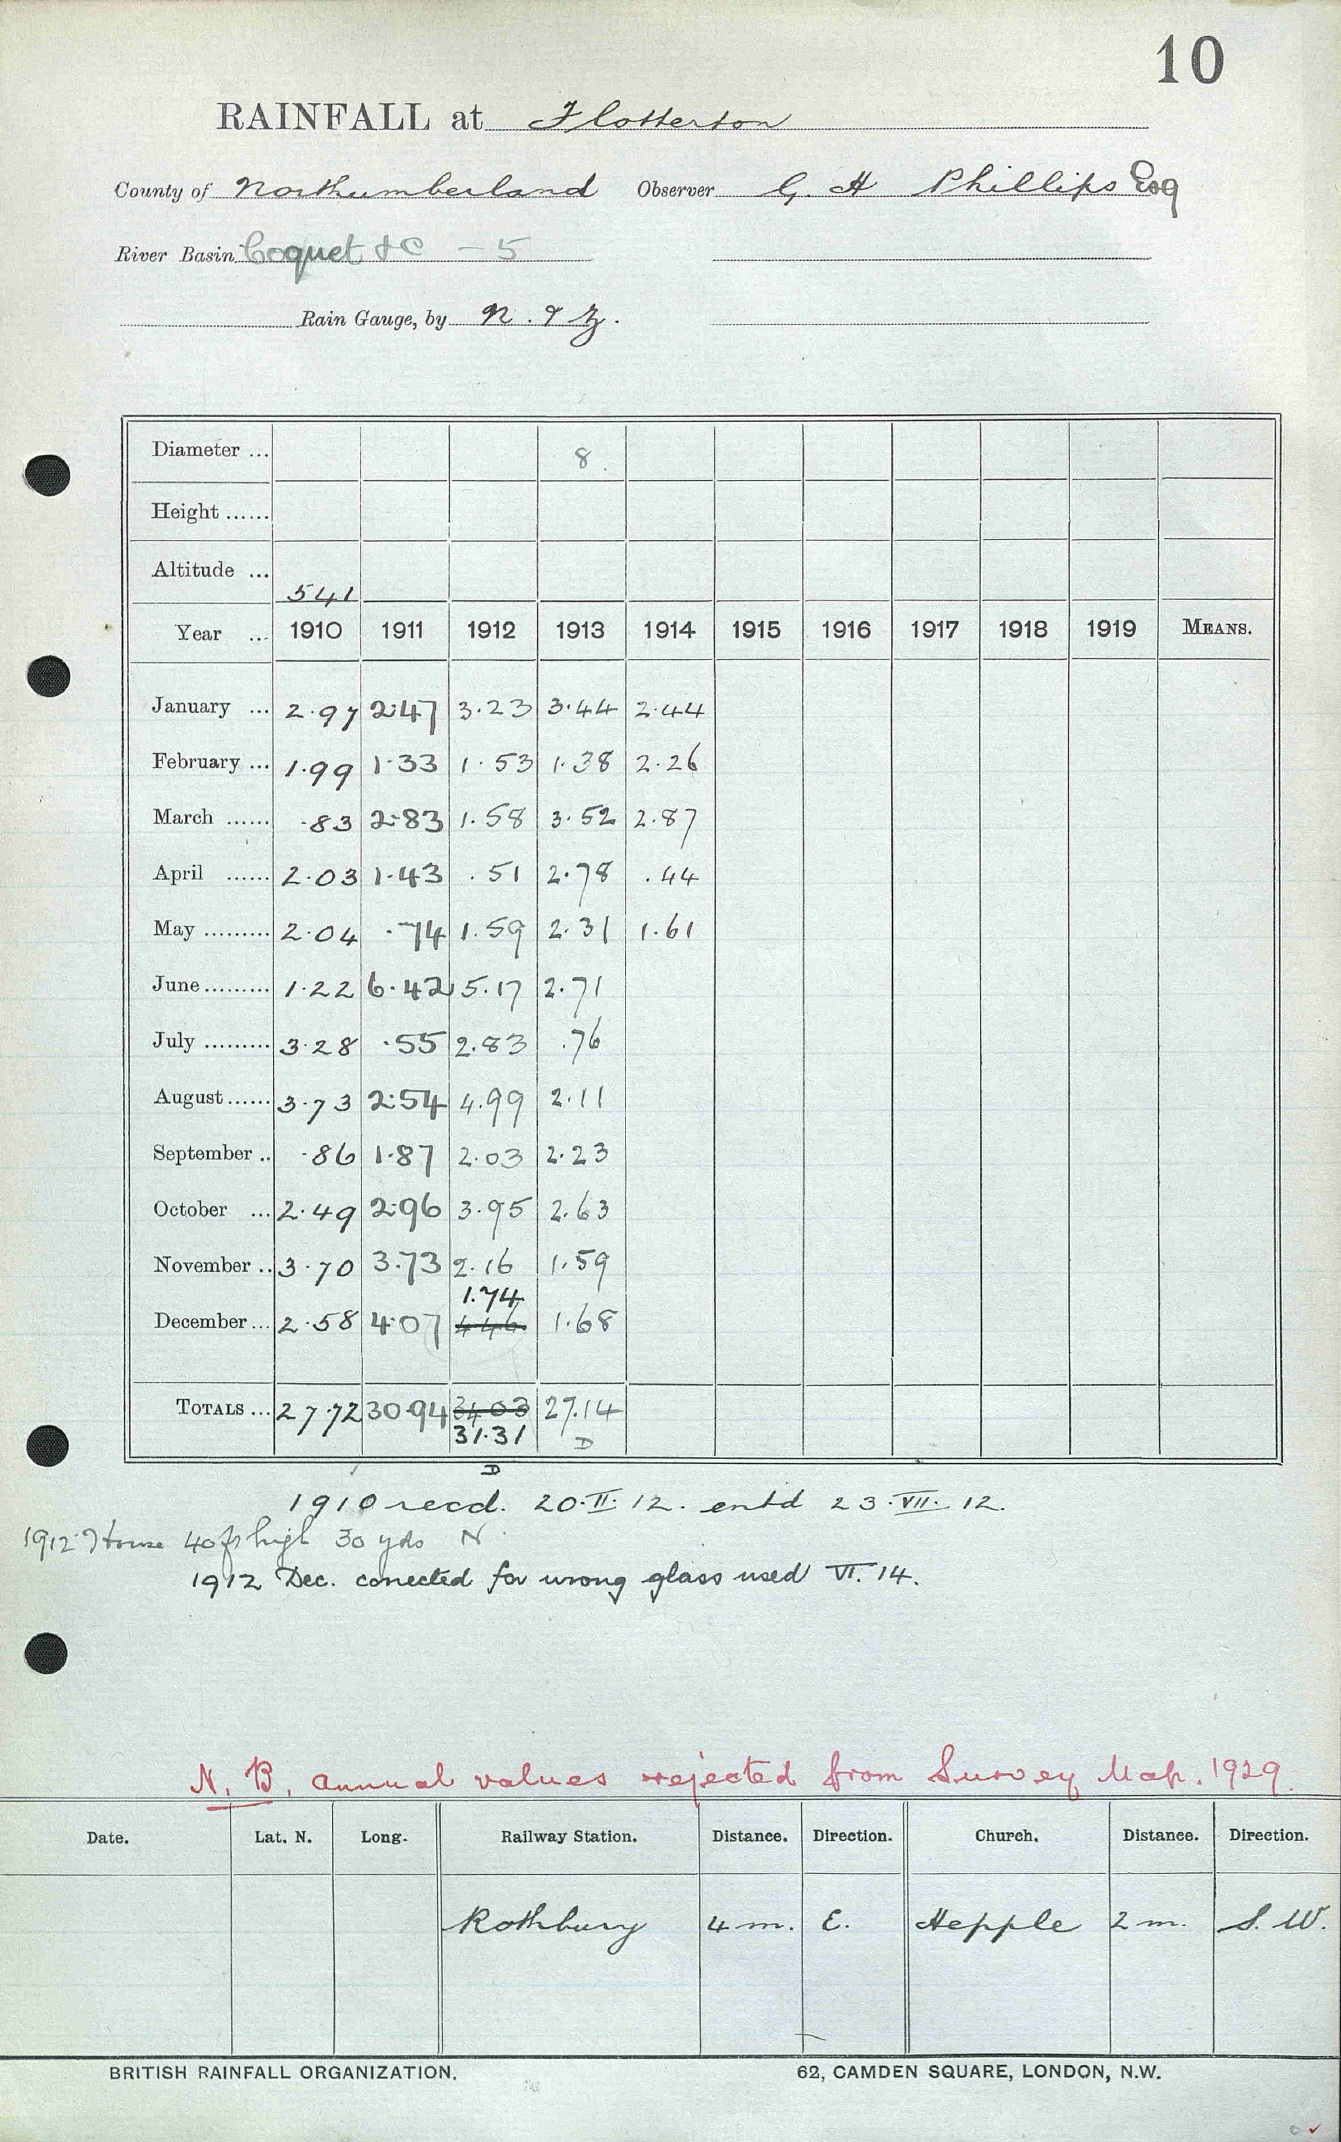 10
RAINFALL at Flotterton
County of Northumberland Observer G. H Phillips Esq
River Basin Coquet &c - 5
Rain Gauge, by N. & Z.
Diameter ... 8
Height ......
Altitude ... 541
Year ... 1910 1911 1912 1913 1914 1915 1916 1917 1918 1919 MEANS.
January ... 2.97 2.47 3.23 3.44 2.44
February ... 1.99 1.33 1.53 1.38 2.26
March ...... .83 2.83 1.58 3.52 2.87
April ...... 2.03 1.43 .51 2.78 .44
May ......... 2.04 .74 1.59 2.31 1.61
June ......... 1.22 6.42 5.17 2.71
July ......... 3.28 .55 2.83 .76
August ...... 3.73 2.54 4.99 2.11
September .. .86 1.87 2.03 2.23
October ... 2.49 2.96 3.95 2.63
November .. 3.70 3.73 2.16 1.59
1.74
December ... 2.58 4.07 4.46 1.68
TOTALS ... 27.72 30.94 34.03 27.14
31.31 D
D
1910 recd. 20.II.12. entd 23.VII.12.
1912 House 40 ft high 30 yds N
1912 Dec. corrected for wrong glass used VI.14.
N.B. annual values rejected from Survey Map. 1929.
Date. Lat. N. Long. Railway Station. Distance. Direction. Church. Distance. Direction.
Rothbury 4 m. E. Hepple 2 m. S.W.
BRITISH RAINFALL ORGANIZATION. 62, CAMDEN SQUARE, LONDON, N.W.